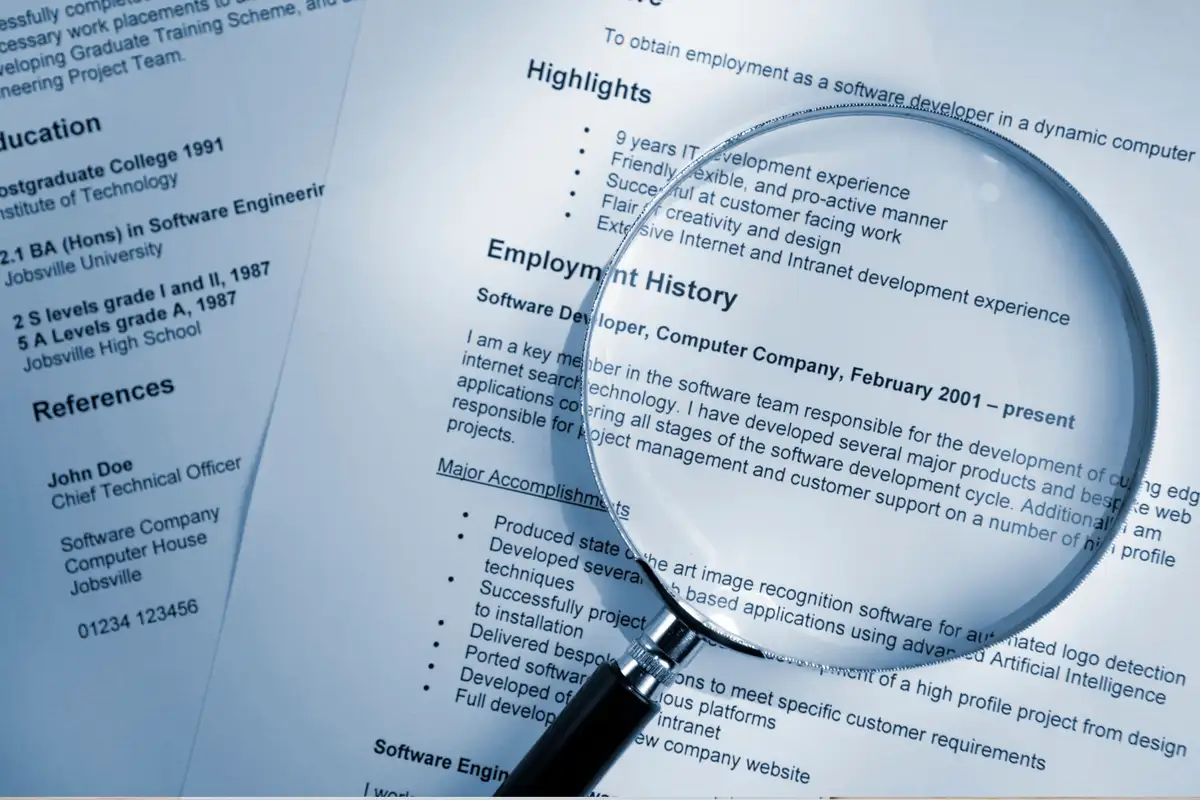 essfully
cessary work placements to
veloping Graduate Training Scheme, and
neering Project Team.
ducation
ostgraduate College 1991
nstitute of Technology
2.1 BA (Hons) in Software Engineerin
Jobsville University
2 S levels grade I and II, 1987
5 A Levels grade A, 1987
Jobsville High School
References
John Doe
Chief Technical Officer
Software Company
Computer House
Jobsville
01234 123456
To obtain employment as a software developer in a dynamic computer
Highlights
9 years IT development experience
Friendly, flexible, and pro-active manner
Successful at customer facing work
Flair for creativity and design
Extensive Internet and Intranet development experience
Employment History
Software Developer, Computer Company, February 2001 – present
I am a key member in the software team responsible for the development of cutting edg
internet search technology. I have developed several major products and bespoke web
applications covering all stages of the software development cycle. Additionally I am
responsible for project management and customer support on a number of high profile
projects.
Major Accomplishments
Produced state of the art image recognition software for automated logo detection
Developed several web based applications using advanced Artificial Intelligence
techniques
Successfully project development of a high profile project from design
to installation
Delivered bespoke ons to meet specific customer requirements
Ported software ious platforms
Developed of intranet
Full develop ew company website
Software Engin
I work